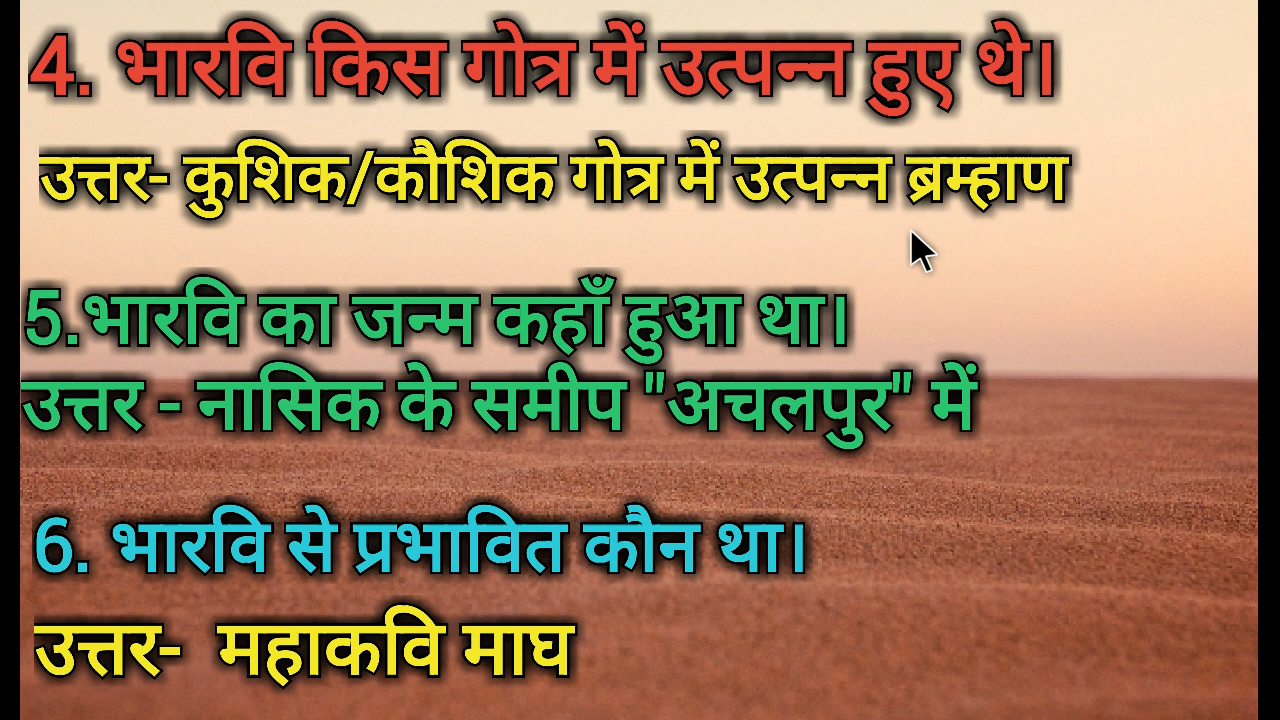 4. भारवि किस गोत्र में उत्पन्न हुए थे।
उत्तर- कुशिक/कौशिक गोत्र में उत्पन्न ब्रम्हाण
5.भारवि का जन्म कहाँ हुआ था।
उत्तर - नासिक के समीप "अचलपुर" में
6. भारवि से प्रभावित कौन था।
उत्तर- महाकवि माघ